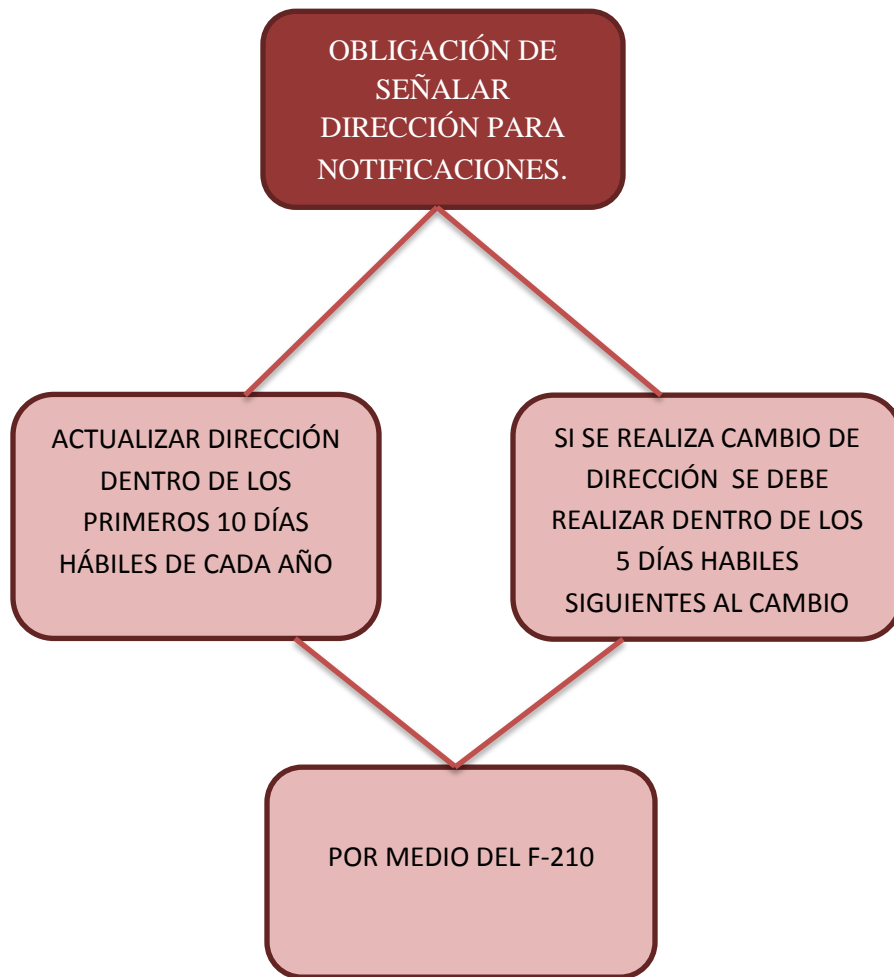 OBLIGACIÓN DE
SEÑALAR
DIRECCIÓN PARA
NOTIFICACIONES.
ACTUALIZAR DIRECCIÓN
DENTRO DE LOS
PRIMEROS 10 DÍAS
HÁBILES DE CADA AÑO
SI SE REALIZA CAMBIO DE
DIRECCIÓN SE DEBE
REALIZAR DENTRO DE LOS
5 DÍAS HABILES
SIGUIENTES AL CAMBIO
POR MEDIO DEL F-210